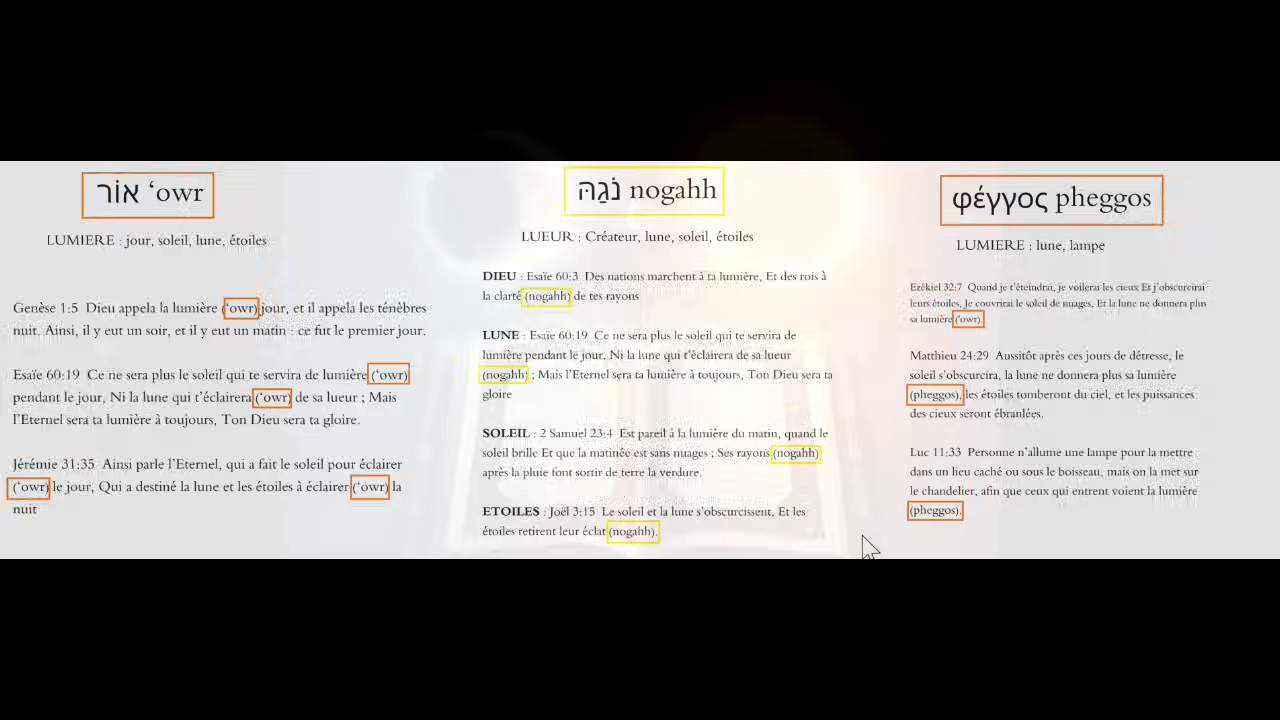 אוֹר ‘owr
LUMIERE : jour, soleil, lune, étoiles
Genèse 1:5 Dieu appela la lumière (‘owr) jour, et il appela les ténèbres
nuit. Ainsi, il y eut un soir, et il y eut un matin : ce fut le premier jour.
Esaïe 60:19 Ce ne sera plus le soleil qui te servira de lumière (‘owr)
pendant le jour, Ni la lune qui t’éclairera (‘owr) de sa lueur ; Mais
l’Eternel sera ta lumière à toujours, Ton Dieu sera ta gloire.
Jérémie 31:35 Ainsi parle l’Eternel, qui a fait le soleil pour éclairer
(‘owr) le jour, Qui a destiné la lune et les étoiles à éclairer (‘owr) la
nuit
נֹגַהּ nogahh
LUEUR : Créateur, lune, soleil, étoiles
DIEU : Esaïe 60:3 Des nations marchent à ta lumière, Et des rois à
la clarté (nogahh) de tes rayons
LUNE : Esaïe 60:19 Ce ne sera plus le soleil qui te servira de
lumière pendant le jour, Ni la lune qui t’éclairera de sa lueur
(nogahh) ; Mais l’Eternel sera ta lumière à toujours, Ton Dieu sera ta
gloire
SOLEIL : 2 Samuel 23:4 Est pareil à la lumière du matin, quand le
soleil brille Et que la matinée est sans nuages ; Ses rayons (nogahh)
après la pluie font sortir de terre la verdure.
ETOILES : Joël 3:15 Le soleil et la lune s’obscurcissent, Et les
étoiles retirent leur éclat (nogahh).
φέγγος pheggos
LUMIERE : lune, lampe
Ezékiel 32:7 Quand je t’éteindrai, je voilerai les cieux Et j’obscurcirai
leurs étoiles, Je couvrirai le soleil de nuages, Et la lune ne donnera plus
sa lumière (‘owr).
Matthieu 24:29 Aussitôt après ces jours de détresse, le
soleil s’obscurcira, la lune ne donnera plus sa lumière
(pheggos), les étoiles tomberont du ciel, et les puissances
des cieux seront ébranlées.
Luc 11:33 Personne n’allume une lampe pour la mettre
dans un lieu caché ou sous le boisseau, mais on la met sur
le chandelier, afin que ceux qui entrent voient la lumière
(pheggos).